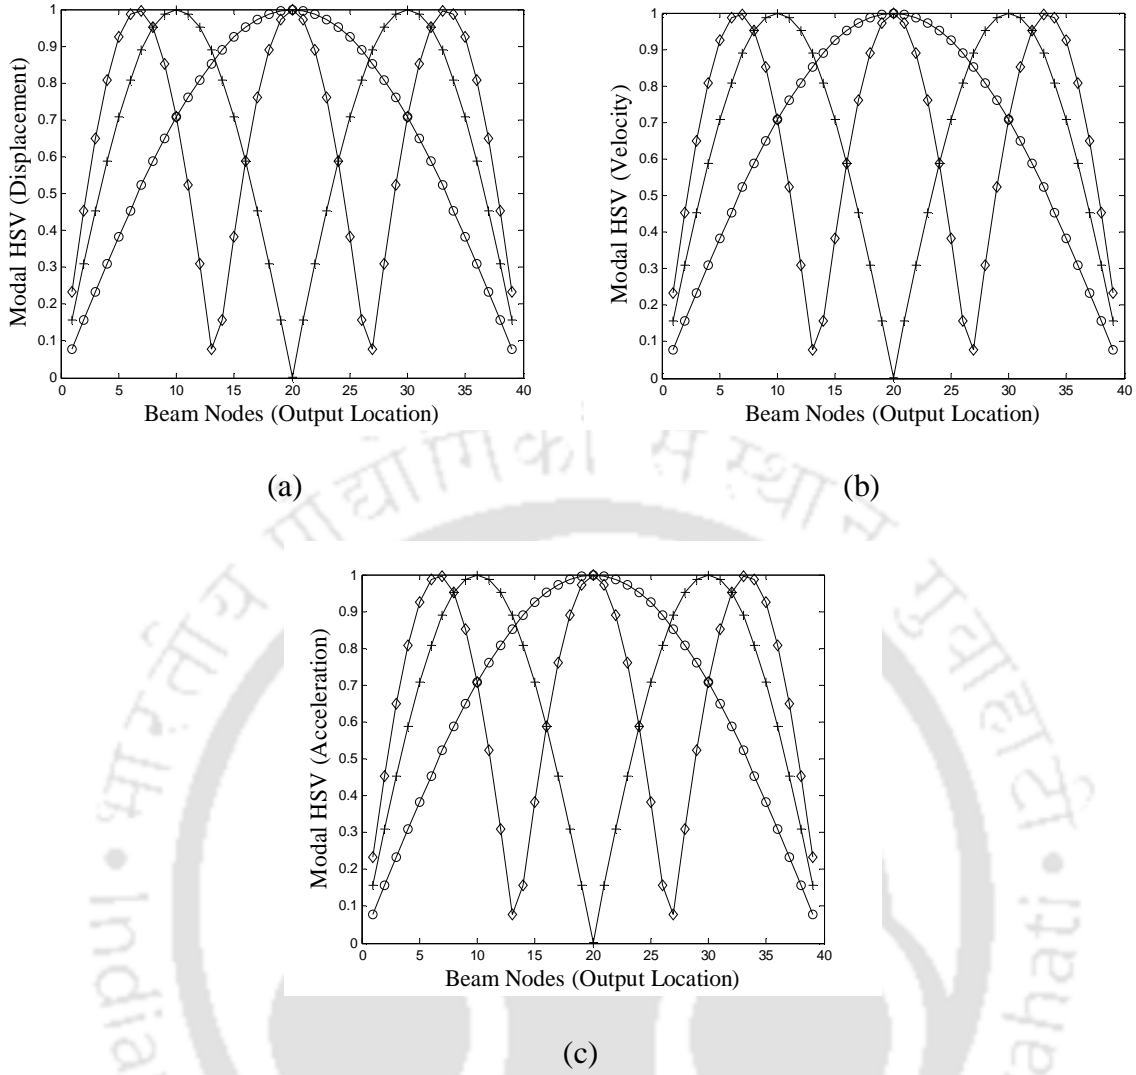 Modal HSV (Displacement)
1
0.9
0.8
0.7
0.6
0.5
0.4
0.3
0.2
0.1
0
0 5 10 15 20 25 30 35 40
Beam Nodes (Output Location)
(a)
Modal HSV (Velocity)
1
0.9
0.8
0.7
0.6
0.5
0.4
0.3
0.2
0.1
0
0 5 10 15 20 25 30 35 40
Beam Nodes (Output Location)
(b)
Modal HSV (Acceleration)
1
0.9
0.8
0.7
0.6
0.5
0.4
0.3
0.2
0.1
0
0 5 10 15 20 25 30 35 40
Beam Nodes (Output Location)
(c)
भारतीय
गुवाहाटी
India
ahati